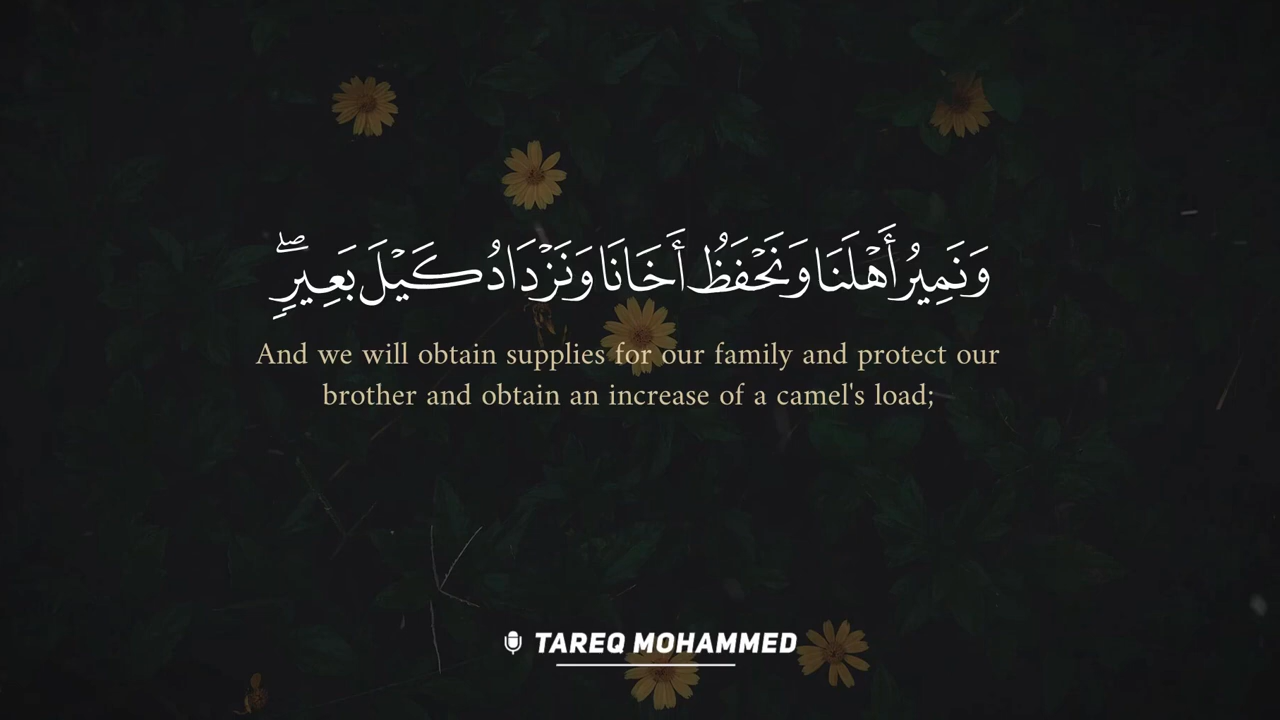 وَنَمِيرُ أَهْلَنَا وَنَحْفَظُ أَخَانَا وَنَزْدَادُ كَيْلَ بَعِيرٍۖ
And we will obtain supplies for our family and protect our
brother and obtain an increase of a camel's load;
TAREQ MOHAMMED